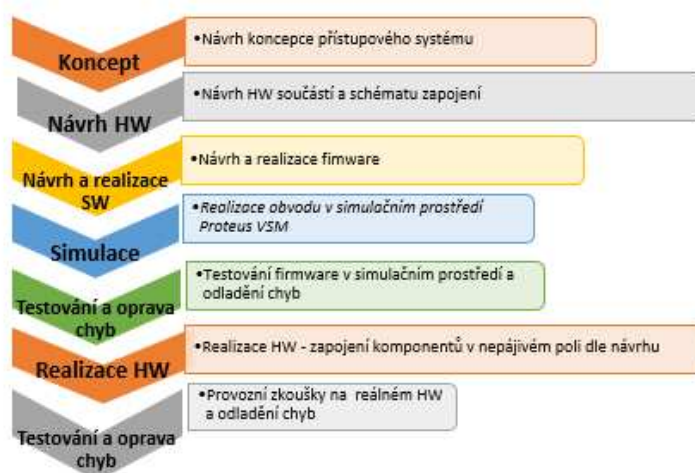 Koncept
•Návrh koncepce přístupového systému
Návrh HW
•Návrh HW součástí a schématu zapojení
Návrh a realizace
SW
•Návrh a realizace fimware
Simulace
•Realizace obvodu v simulačním prostředí
Proteus VSM
Testování a oprava
chyb
•Testování firmware v simulačním prostředí a
odladění chyb
Realizace HW
•Realizace HW - zapojení komponentů v nepájivém poli dle návrhu
Testování a oprava
chyb
•Provozní zkoušky na reálném HW
a odladění chyb